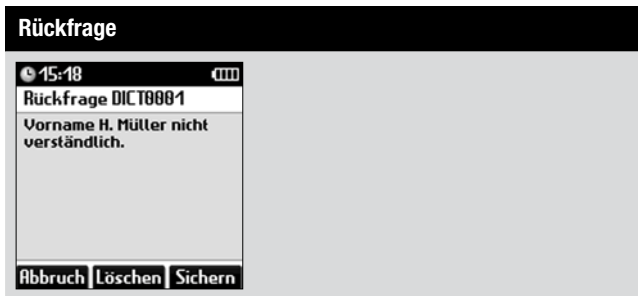 Rückfrage
15:18
Rückfrage DICT0001
Vorname H. Müller nicht
verständlich.
Abbruch Löschen Sichern